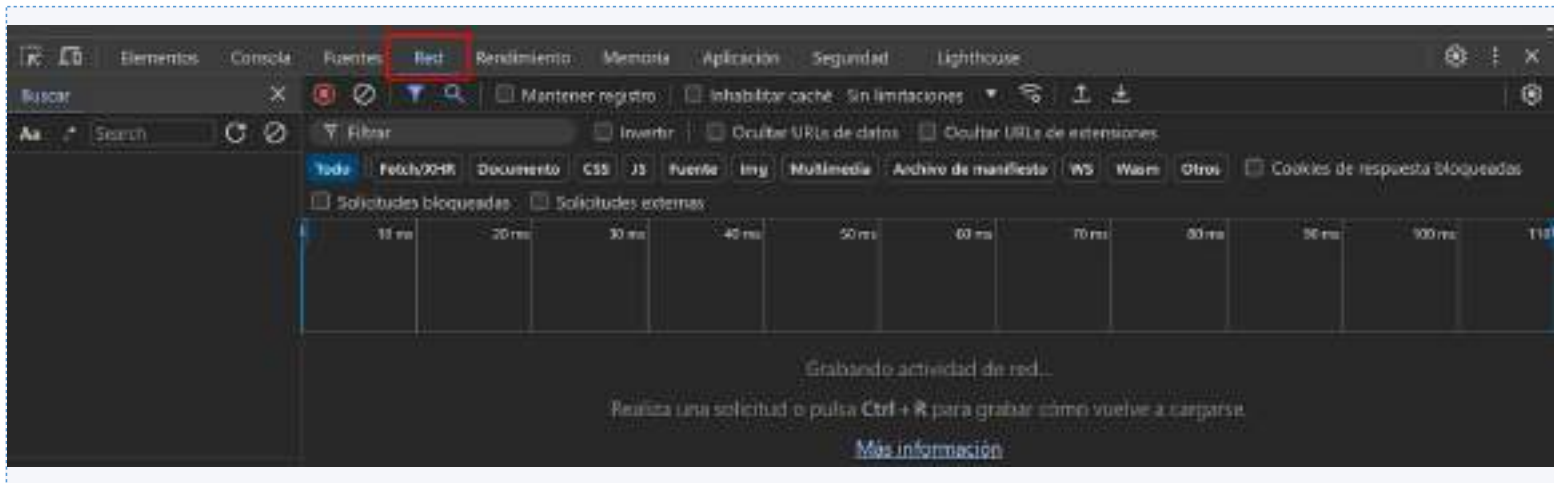 Elementos Consola Fuentes Red Rendimiento Memoria Aplicación Seguridad Lighthouse
Buscar Mantener registro Inhabilitar caché Sin limitaciones
Aa .* Search Filtrar Invertir Ocultar URLs de datos Ocultar URLs de extensiones
Todo Fetch/XHR Documento CSS JS Fuente Img Multimedia Archivo de manifiesto WS Wasm Otros Cookies de respuesta bloqueadas
Solicitudes bloqueadas Solicitudes externas
10 ms 20 ms 30 ms 40 ms 50 ms 60 ms 70 ms 80 ms 90 ms 100 ms 110
Grabando actividad de red...
Realiza una solicitud o pulsa Ctrl + R para grabar cómo vuelve a cargarse.
Más información